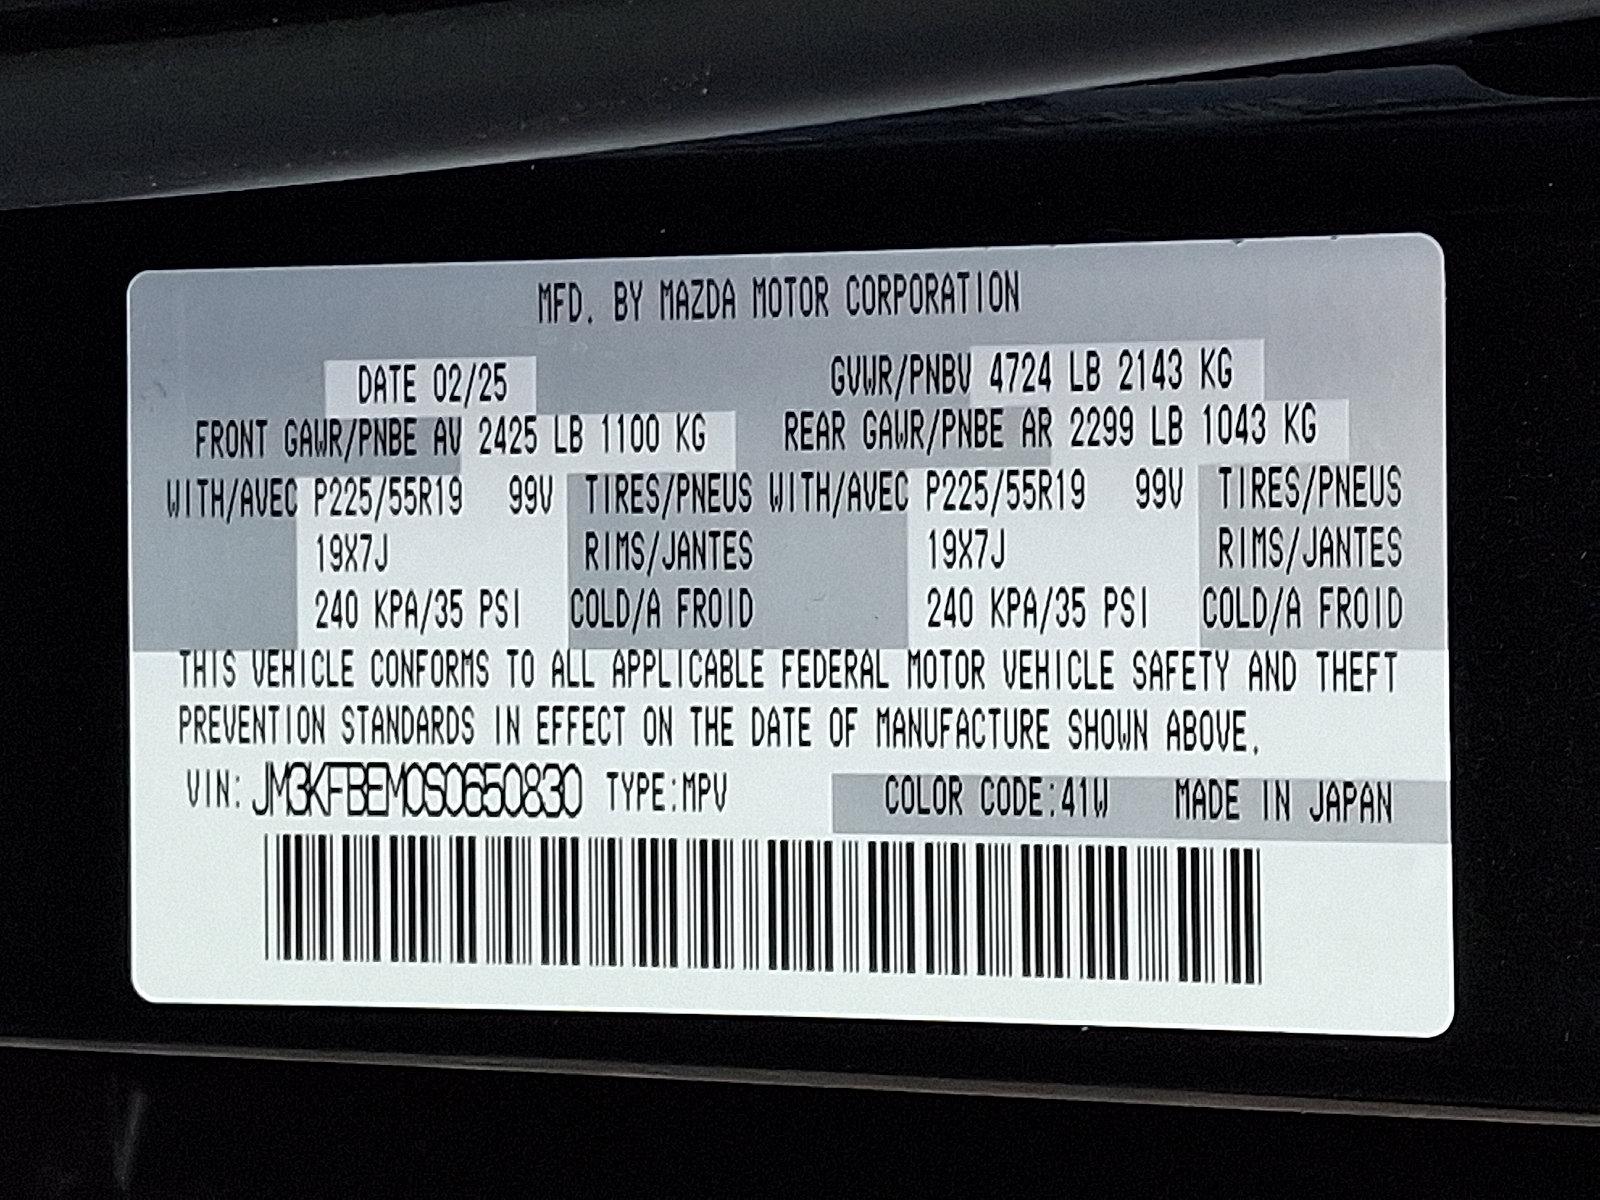 MFD. BY MAZDA MOTOR CORPORATION
DATE 02/25 GVWR/PNBV 4724 LB 2143 KG
FRONT GAWR/PNBE AV 2425 LB 1100 KG REAR GAWR/PNBE AR 2299 LB 1043 KG
WITH/AVEC P225/55R19 99V TIRES/PNEUS WITH/AVEC P225/55R19 99V TIRES/PNEUS
19X7J RIMS/JANTES 19X7J RIMS/JANTES
240 KPA/35 PSI COLD/A FROID 240 KPA/35 PSI COLD/A FROID
THIS VEHICLE CONFORMS TO ALL APPLICABLE FEDERAL MOTOR VEHICLE SAFETY AND THEFT
PREVENTION STANDARDS IN EFFECT ON THE DATE OF MANUFACTURE SHOWN ABOVE.
VIN: JM3KFBEM0S0650830 TYPE:MPV COLOR CODE:41W MADE IN JAPAN